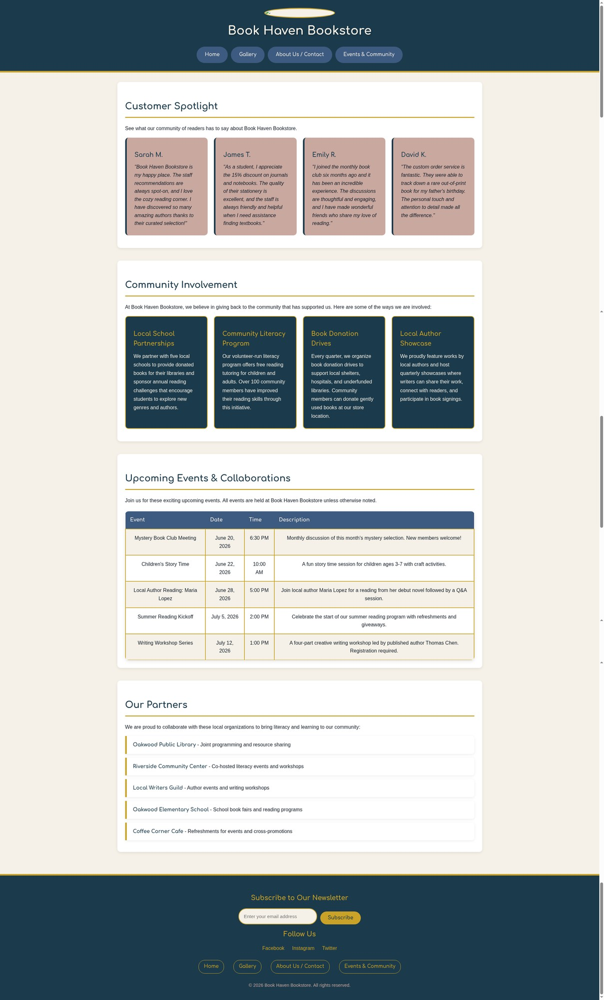 Book Haven Bookstore
Home
Gallery
About Us / Contact
Events & Community
Customer Spotlight
See what our community of readers has to say about Book Haven Bookstore.
Sarah M.
"Book Haven Bookstore is
my happy place. The staff
recommendations are
always spot-on, and I love
the cozy reading corner. I
have discovered so many
amazing authors thanks to
their curated selection!"
James T.
"As a student, I appreciate
the 15% discount on journals
and notebooks. The quality
of their stationery is
excellent, and the staff is
always friendly and helpful
when I need assistance
finding textbooks."
Emily R.
"I joined the monthly book
club six months ago and it
has been an incredible
experience. The discussions
are thoughtful and engaging,
and I have made wonderful
friends who share my love of
reading."
David K.
"The custom order service is
fantastic. They were able to
track down a rare out-of-print
book for my father's birthday.
The personal touch and
attention to detail made all
the difference."
Community Involvement
At Book Haven Bookstore, we believe in giving back to the community that has supported us. Here are some of the ways we are involved:
Local School
Partnerships
We partner with five local
schools to provide donated
books for their libraries and
sponsor annual reading
challenges that encourage
students to explore new
genres and authors.
Community Literacy
Program
Our volunteer-run literacy
program offers free reading
tutoring for children and
adults. Over 100 community
members have improved
their reading skills through
this initiative.
Book Donation
Drives
Every quarter, we organize
book donation drives to
support local shelters,
hospitals, and underfunded
libraries. Community
members can donate gently
used books at our store
location.
Local Author
Showcase
We proudly feature works by
local authors and host
quarterly showcases where
writers can share their work,
connect with readers, and
participate in book signings.
Upcoming Events & Collaborations
Join us for these exciting upcoming events. All events are held at Book Haven Bookstore unless otherwise noted.
Event
Date
Time
Description
Mystery Book Club Meeting
June 20,
2026
6:30 PM
Monthly discussion of this month's mystery selection. New members welcome!
Children's Story Time
June 22,
2026
10:00
AM
A fun story time session for children ages 3-7 with craft activities.
Local Author Reading: Maria
Lopez
June 28,
2026
5:00 PM
Join local author Maria Lopez for a reading from her debut novel followed by a Q&A
session.
Summer Reading Kickoff
July 5, 2026
2:00 PM
Celebrate the start of our summer reading program with refreshments and
giveaways.
Writing Workshop Series
July 12,
2026
1:00 PM
A four-part creative writing workshop led by published author Thomas Chen.
Registration required.
Our Partners
We are proud to collaborate with these local organizations to bring literacy and learning to our community:
Oakwood Public Library - Joint programming and resource sharing
Riverside Community Center - Co-hosted literacy events and workshops
Local Writers Guild - Author events and writing workshops
Oakwood Elementary School - School book fairs and reading programs
Coffee Corner Cafe - Refreshments for events and cross-promotions
Subscribe to Our Newsletter
Enter your email address
Subscribe
Follow Us
Facebook
Instagram
Twitter
Home
Gallery
About Us / Contact
Events & Community
© 2026 Book Haven Bookstore. All rights reserved.